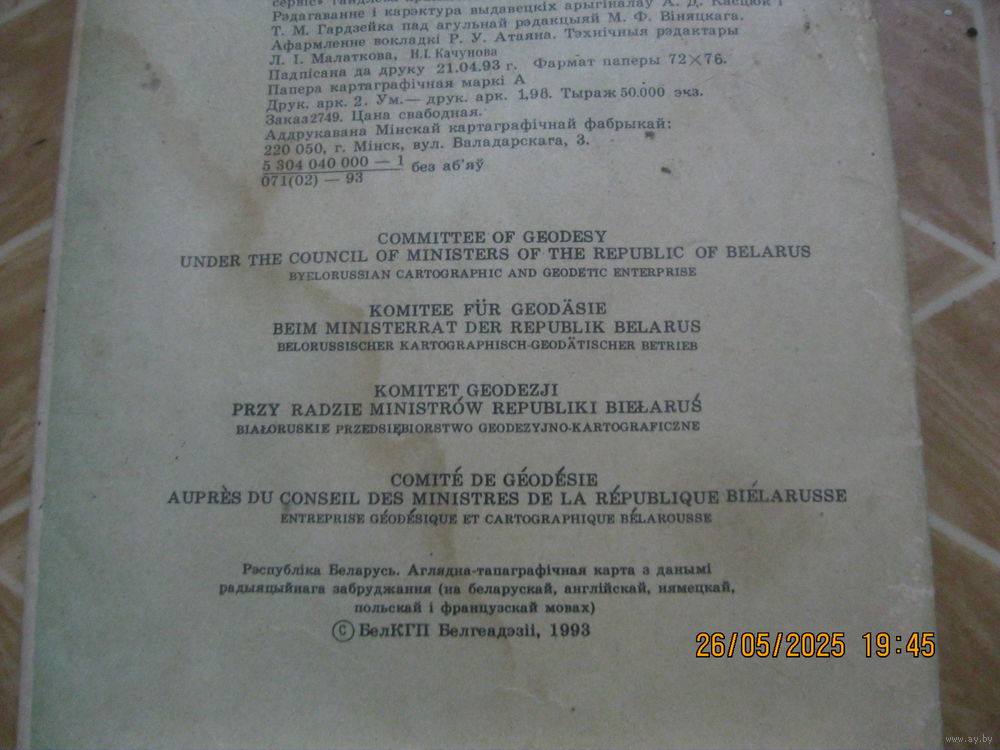 Рэдагаванне і карэктура выдавецкіх арыгіналаў А. Д. Касцюк і
Т. М. Гардзейка пад агульнай рэдакцыяй М. Ф. Вініцкага.
Афармленне вокладкі Р. У. Атаяна. Тэхнічныя рэдактары
Л. І. Малаткова, Н.І. Качунова
Падпісана да друку 21.04.93 г. Фармат паперы 72×76.
Папера картаграфічная маркі А
Друк. арк. 2. Ум.— друк. арк. 1,98. Тыраж 50.000 экз.
Заказ 2749. Цана свабодная.
Аддрукавана Мінскай картаграфічнай фабрыкай:
220 050, г. Мінск, вул. Валадарскага, 3.
5 304 040 000 — 1 без аб'яў
071(02) — 93
COMMITTEE OF GEODESY
UNDER THE COUNCIL OF MINISTERS OF THE REPUBLIC OF BELARUS
BYELORUSSIAN CARTOGRAPHIC AND GEODETIC ENTERPRISE
KOMITEE FÜR GEODÄSIE
BEIM MINISTERRAT DER REPUBLIK BELARUS
BELORUSSISCHER KARTOGRAPHISCH-GEODÄTISCHER BETRIEB
KOMITET GEODEZJI
PRZY RADZIE MINISTRÓW REPUBLIKI BIEŁARUŚ
BIAŁORUSKIE PRZEDSIĘBIORSTWO GEODEZYJNO-KARTOGRAFICZNE
COMITÉ DE GÉODÉSIE
AUPRÈS DU CONSEIL DES MINISTRES DE LA RÉPUBLIQUE BIÉLARUSSE
ENTREPRISE GÉODÉSIQUE ET CARTOGRAPHIQUE BÉLAROUSSE
Рэспубліка Беларусь. Аглядна-тапаграфічная карта з данымі
радыяцыйнага забруджання (на беларускай, англійскай, нямецкай,
польскай і французскай мовах)
© БелКГП Белгеадэзіі, 1993
26/05/2025 19:45
www.ay.by